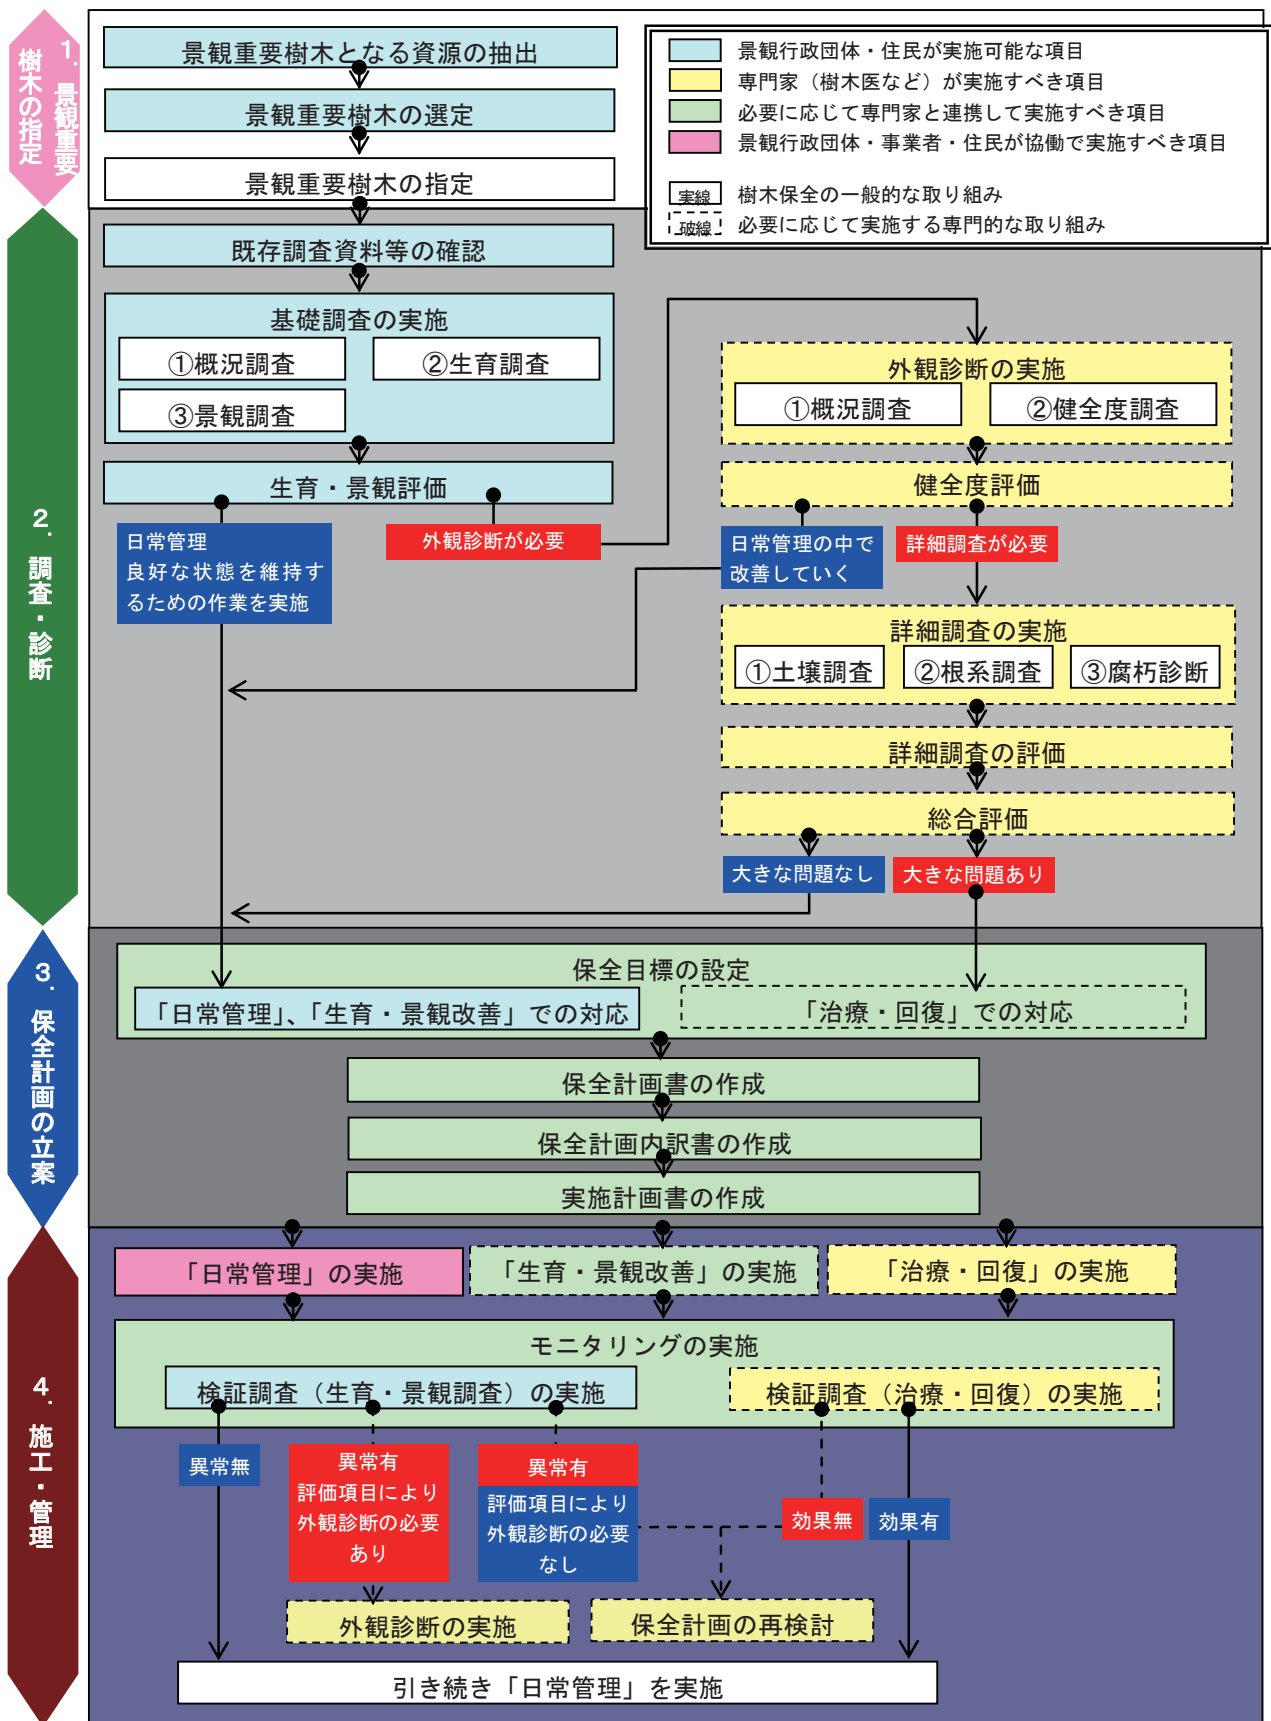 1. 景観重要
樹木の指定
景観重要樹木となる資源の抽出
景観重要樹木の選定
景観重要樹木の指定
景観行政団体・住民が実施可能な項目
専門家（樹木医など）が実施すべき項目
必要に応じて専門家と連携して実施すべき項目
景観行政団体・事業者・住民が協働で実施すべき項目
実線 樹木保全の一般的な取り組み
破線 必要に応じて実施する専門的な取り組み
2. 調査・診断
既存調査資料等の確認
基礎調査の実施
①概況調査
②生育調査
③景観調査
生育・景観評価
日常管理
良好な状態を維持す
るための作業を実施
外観診断が必要
外観診断の実施
①概況調査
②健全度調査
健全度評価
日常管理の中で
改善していく
詳細調査が必要
詳細調査の実施
①土壌調査
②根系調査
③腐朽診断
詳細調査の評価
総合評価
大きな問題なし
大きな問題あり
3. 保全計画の立案
保全目標の設定
「日常管理」、「生育・景観改善」での対応
「治療・回復」での対応
保全計画書の作成
保全計画内訳書の作成
実施計画書の作成
4. 施工・管理
「日常管理」の実施
「生育・景観改善」の実施
「治療・回復」の実施
モニタリングの実施
検証調査（生育・景観調査）の実施
検証調査（治療・回復）の実施
異常無
異常有
評価項目により
外観診断の必要
あり
異常有
評価項目により
外観診断の必要
なし
効果無
効果有
外観診断の実施
保全計画の再検討
引き続き「日常管理」を実施